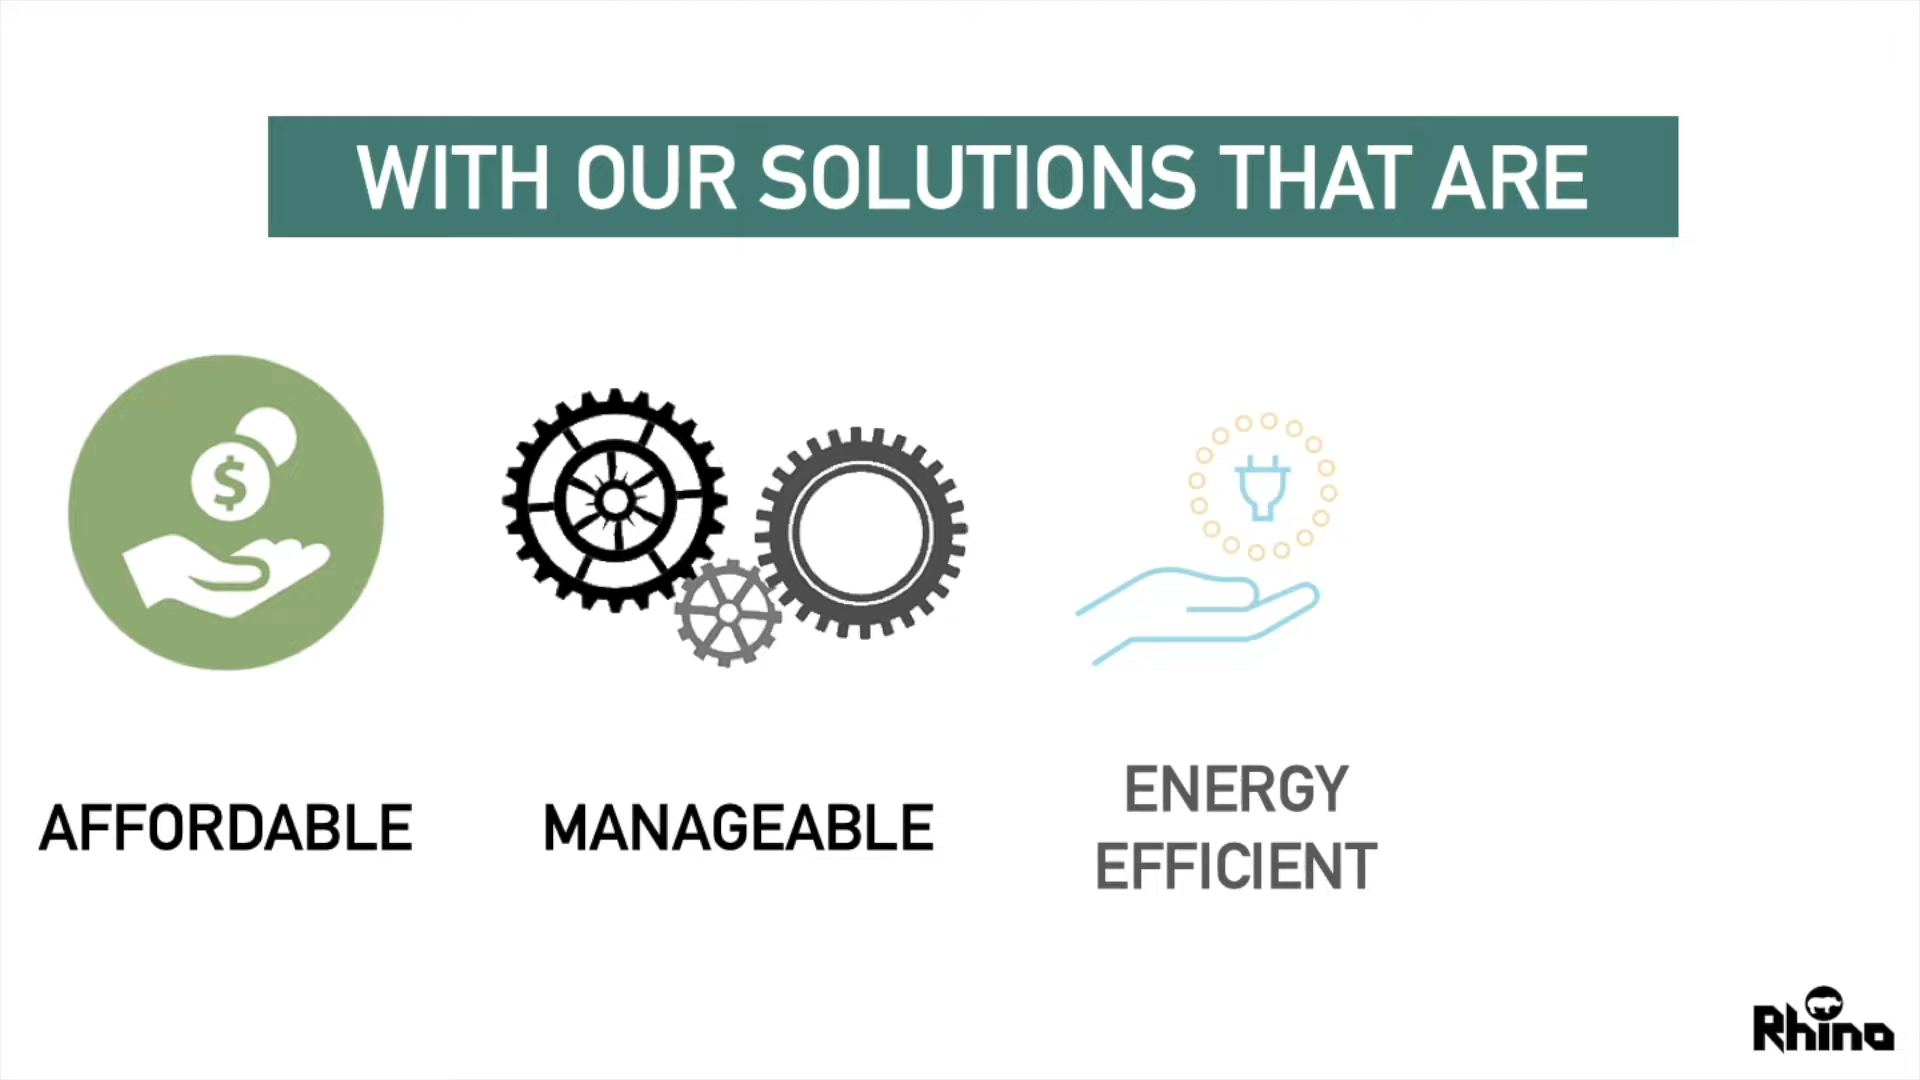 WITH OUR SOLUTIONS THAT ARE
$
AFFORDABLE
MANAGEABLE
ENERGY
EFFICIENT
Rhino